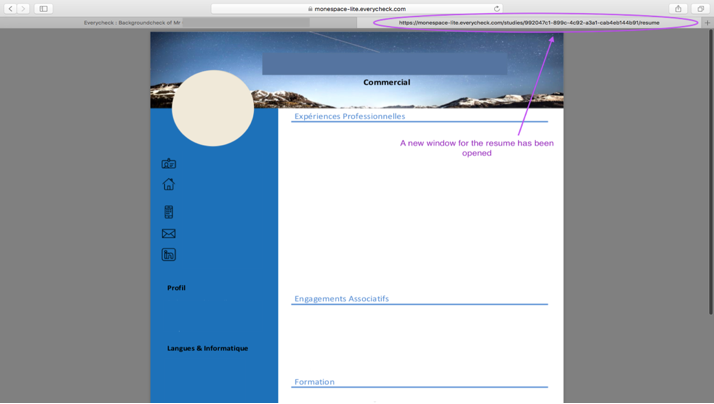 monespace-lite.everycheck.com
Everycheck : Backgroundcheck of Mr
https://monespace-lite.everycheck.com/studies/992047c1-899c-4c92-a3a1-cab4eb144b91/resume
Commercial
Expériences Professionnelles
A new window for the resume has been
opened
Profil
Engagements Associatifs
Langues & Informatique
Formation